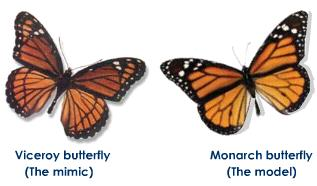 Viceroy butterfly
(The mimic)
Monarch butterfly
(The model)